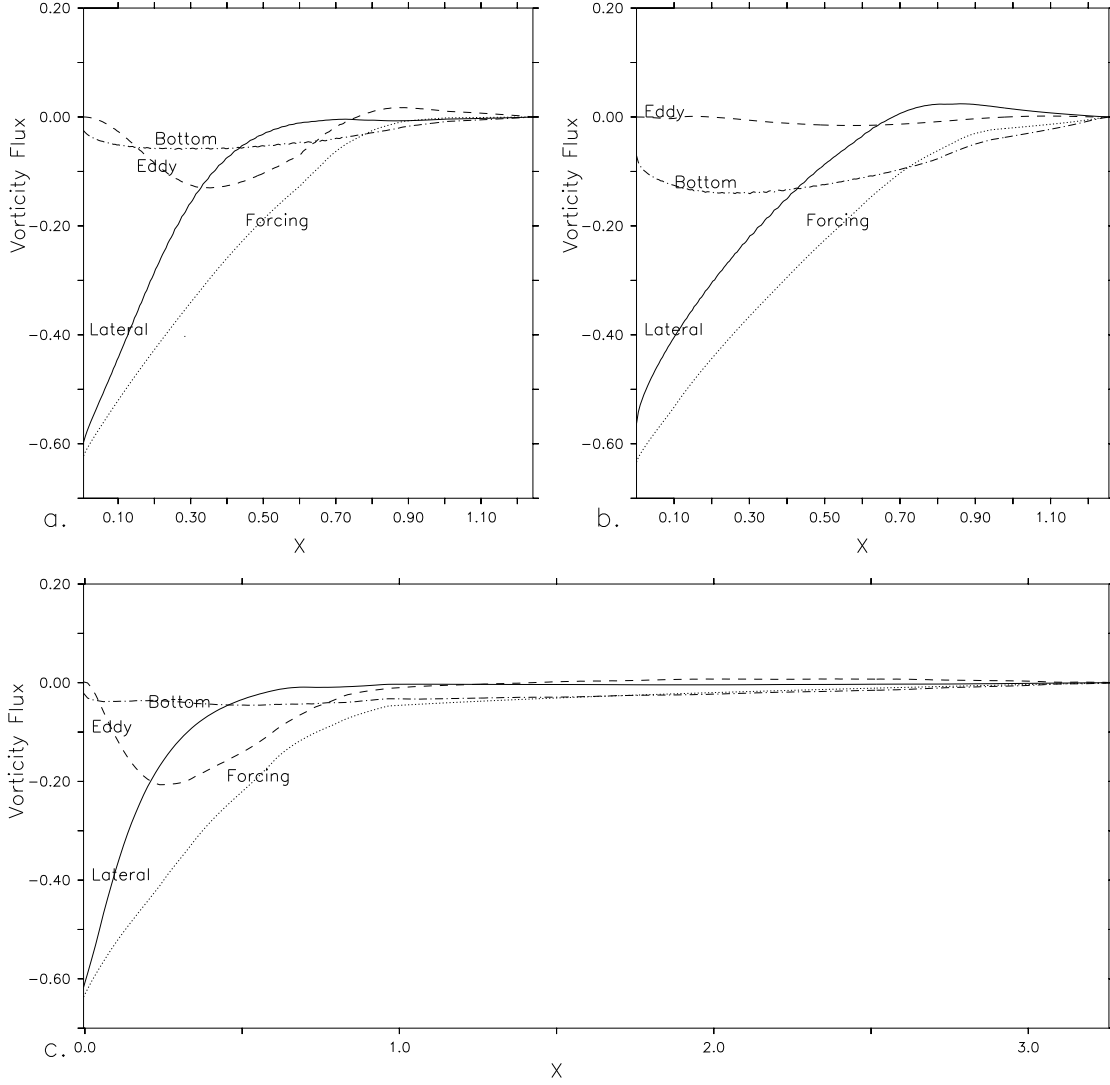 0.20
0.00
−0.20
−0.40
−0.60
Vorticity Flux
Bottom
Eddy
Forcing
Lateral
0.10 0.30 0.50 0.70 0.90 1.10
a.
X
0.20
0.00
−0.20
−0.40
−0.60
Vorticity Flux
Eddy
Bottom
Forcing
Lateral
0.10 0.30 0.50 0.70 0.90 1.10
b.
X
0.20
0.00
−0.20
−0.40
−0.60
Vorticity Flux
Bottom
Eddy
Forcing
Lateral
0.0 1.0 2.0 3.0
c.
X